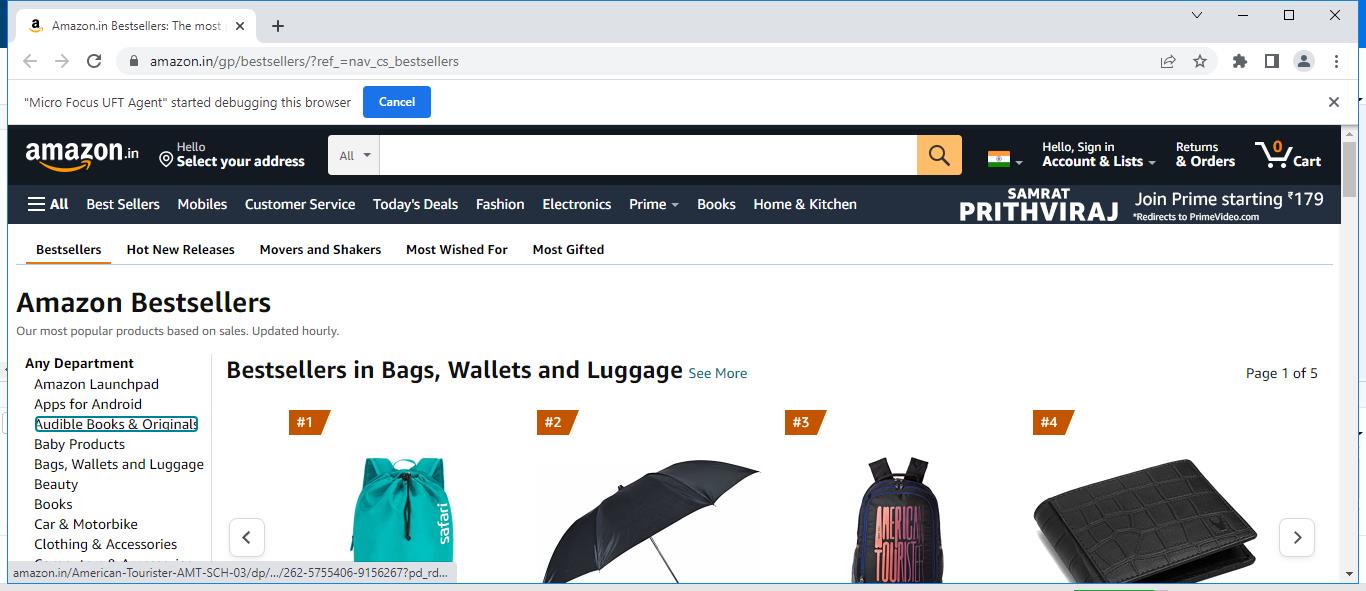 Amazon.in Bestsellers: The most
amazon.in/gp/bestsellers/?ref_=nav_cs_bestsellers
"Micro Focus UFT Agent" started debugging this browser Cancel
amazon.in
Hello
Select your address
All
Hello, Sign in
Account & Lists
Returns
& Orders
0
Cart
All Best Sellers Mobiles Customer Service Today's Deals Fashion Electronics Prime Books Home & Kitchen
SAMRAT
PRITHVIRAJ
Join Prime starting ₹179
*Redirects to PrimeVideo.com
Bestsellers Hot New Releases Movers and Shakers Most Wished For Most Gifted
Amazon Bestsellers
Our most popular products based on sales. Updated hourly.
Any Department
Amazon Launchpad
Apps for Android
Audible Books & Originals
Baby Products
Bags, Wallets and Luggage
Beauty
Books
Car & Motorbike
Clothing & Accessories
Bestsellers in Bags, Wallets and Luggage See More
Page 1 of 5
#1 #2 #3 #4
safari
AMERICAN
TOURISTER
amazon.in/American-Tourister-AMT-SCH-03/dp/.../262-5755406-9156267?pd_rd...